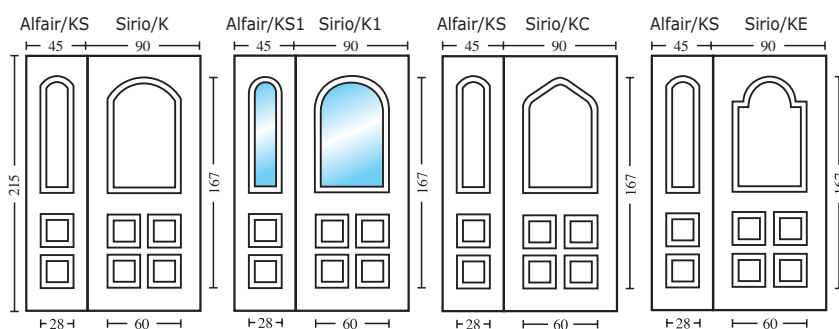 Alfair/KS Sirio/K Alfair/KS1 Sirio/K1 Alfair/KS Sirio/KC Alfair/KS Sirio/KE
45 90 45 90 45 90 45 90
215 167 167 167 167
28 60 28 60 28 60 28 60